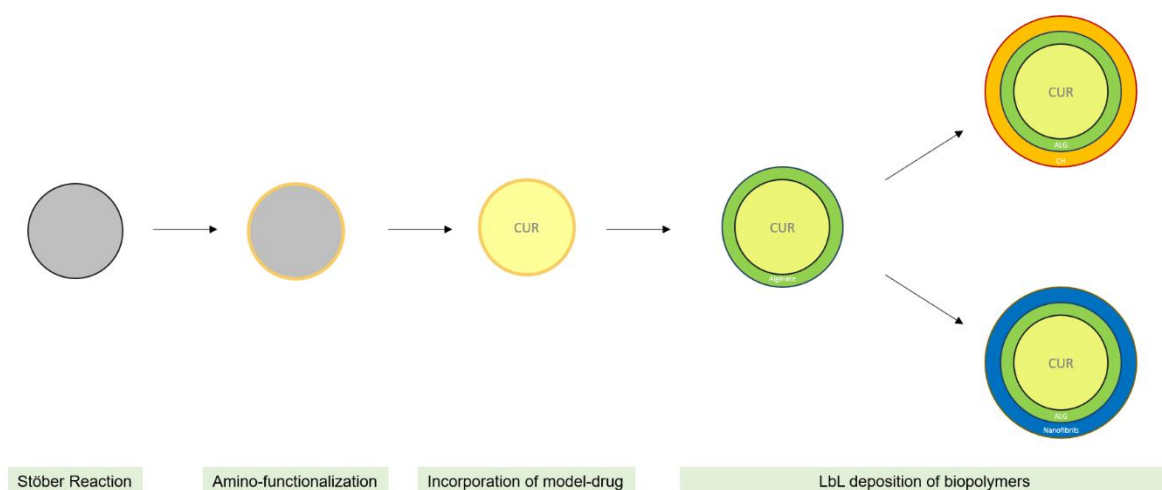 CUR
ALG
CH
CUR
CUR
Alginate
CUR
ALG
Nanofibrils
Stöber Reaction
Amino-functionalization
Incorporation of model-drug
LbL deposition of biopolymers